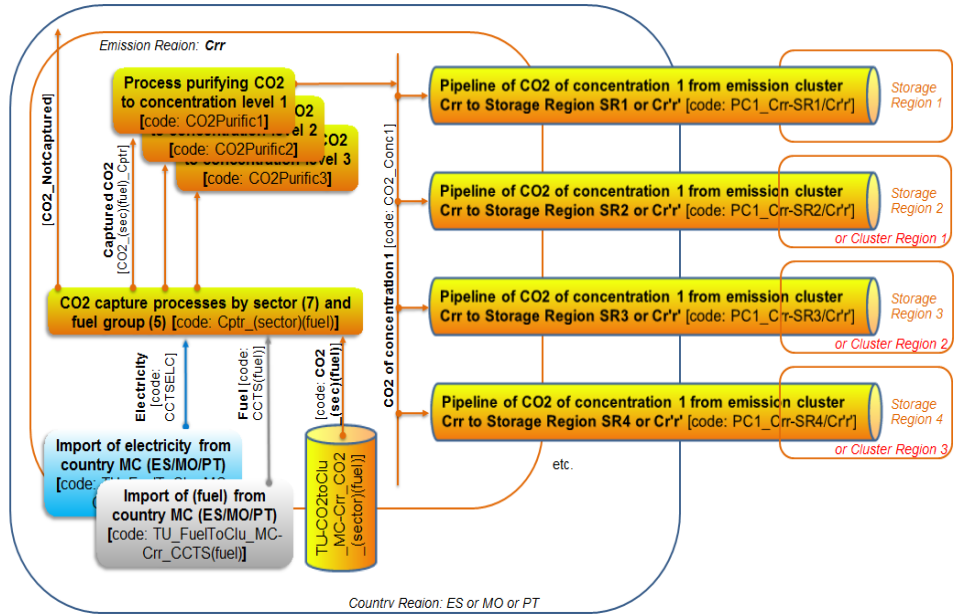 Emission Region: Crr
Process purifying CO2
to concentration level 1
[code: CO2Purific1]
CO2
to concentration level 2
[code: CO2Purific2]
CO2
to concentration level 3
[code: CO2Purific3]
[CO2_NotCaptured]
Captured CO2
[CO2_(sec)(fuel)_Cptr]
CO2 capture processes by sector (7) and
fuel group (5) [code: Cptr_(sector)(fuel)]
Electricity
[code:
CCTSELC]
Fuel [code:
CCTS(fuel)]
[code: CO2
_(sec)(fuel)]
Import of electricity from
country MC (ES/MO/PT)
Import of (fuel) from
country MC (ES/MO/PT)
[code: TU_FuelToClu_MC-
Crr_CCTS(fuel)]
TU-CO2toClu
_MC-Crr_CO2
_(sector)(fuel)]
CO2 of concentration 1 [code: CO2_Conc1]
Pipeline of CO2 of concentration 1 from emission cluster
Crr to Storage Region SR1 or Cr'r' [code: PC1_Crr-SR1/Cr'r']
Storage
Region 1
Pipeline of CO2 of concentration 1 from emission cluster
Crr to Storage Region SR2 or Cr'r' [code: PC1_Crr-SR2/Cr'r']
Storage
Region 2
or Cluster Region 1
Pipeline of CO2 of concentration 1 from emission cluster
Crr to Storage Region SR3 or Cr'r' [code: PC1_Crr-SR3/Cr'r']
Storage
Region 3
or Cluster Region 2
Pipeline of CO2 of concentration 1 from emission cluster
Crr to Storage Region SR4 or Cr'r' [code: PC1_Crr-SR4/Cr'r']
Storage
Region 4
or Cluster Region 3
etc.
Country Region: ES or MO or PT